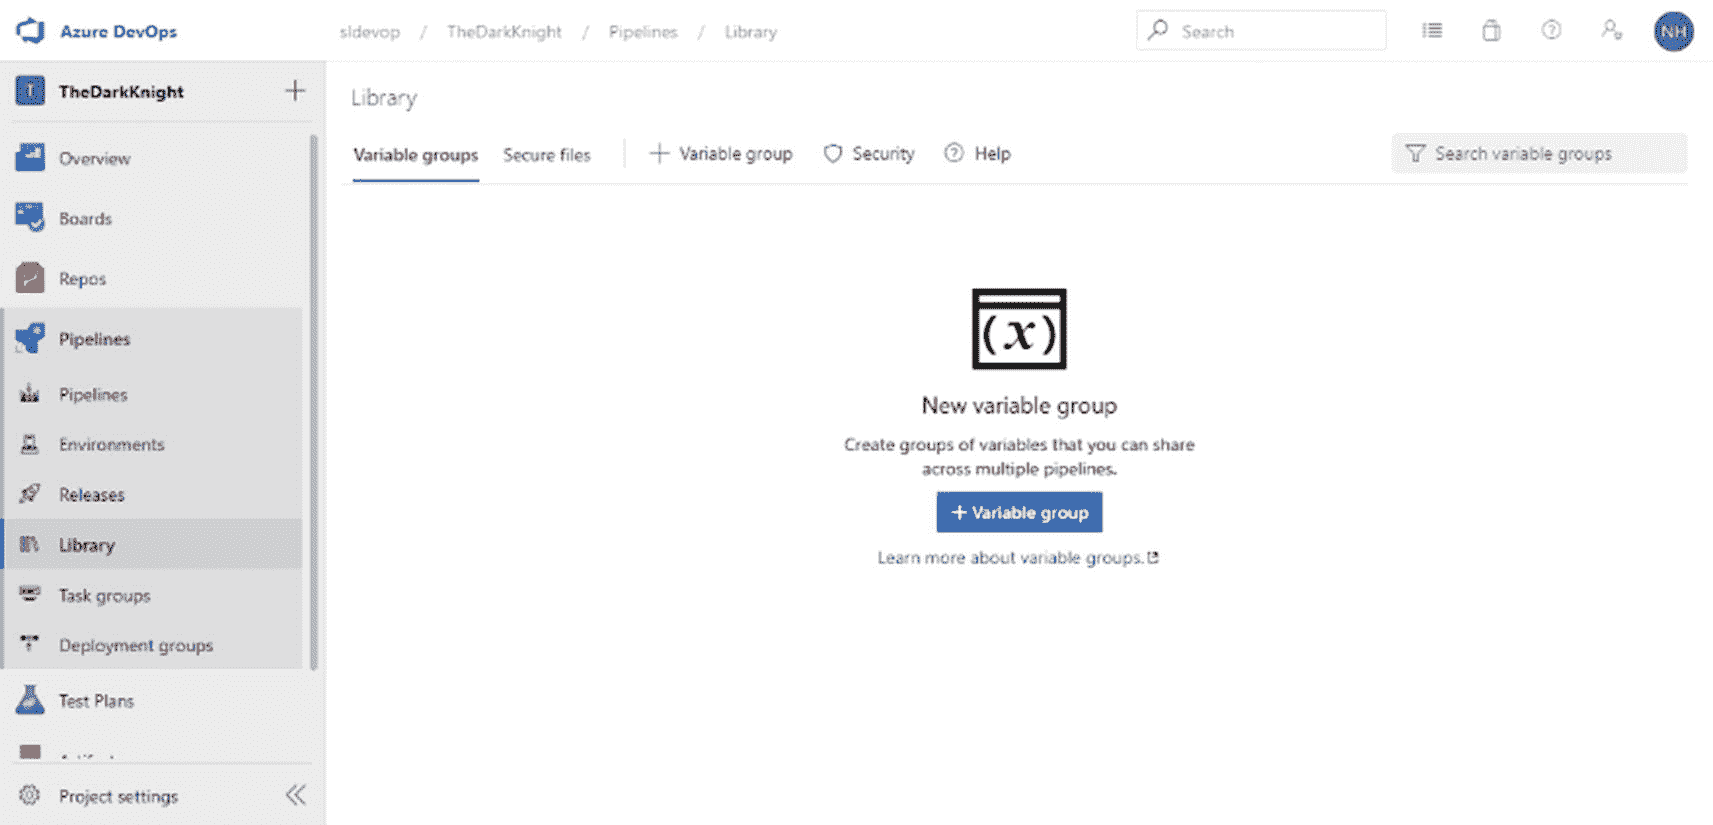 Azure DevOps
sldevop / TheDarkKnight / Pipelines / Library
Search
NH
TheDarkKnight
Overview
Boards
Repos
Pipelines
Pipelines
Environments
Releases
Library
Task groups
Deployment groups
Test Plans
Project settings
Library
Variable groups Secure files + Variable group Security Help
Search variable groups
(x)
New variable group
Create groups of variables that you can share
across multiple pipelines.
+ Variable group
Learn more about variable groups.